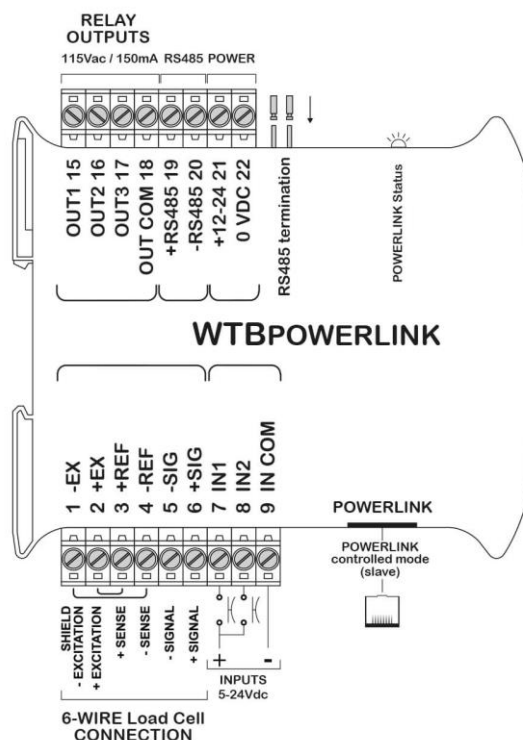 RELAY
OUTPUTS
115Vac / 150mA RS485 POWER
OUT1 15
OUT2 16
OUT3 17
OUT COM 18
+RS485 19
-RS485 20
+12-24 21
0 VDC 22
RS485 termination
POWERLINK Status
WTBPOWERLINK
1 -EX
2 +EX
3 +REF
4 -REF
5 -SIG
6 +SIG
7 IN1
8 IN2
9 IN COM
POWERLINK
POWERLINK
controlled mode
(slave)
SHIELD
- EXCITATION
+ EXCITATION
+ SENSE
- SENSE
- SIGNAL
+ SIGNAL
+ -
INPUTS
5-24Vdc
6-WIRE Load Cell
CONNECTION